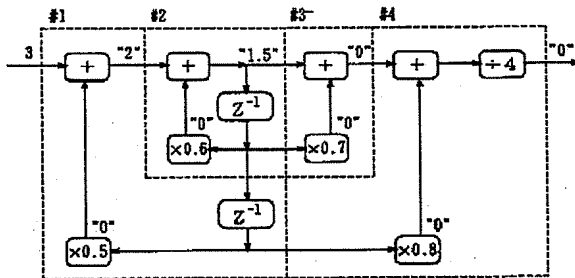 #1 #2 #3 #4
3 + "2" + "1.5" + "0" + ÷4 "0"
Z⁻¹
"0" "0"
×0.6 ×0.7
Z⁻¹
"0" "0"
×0.5 ×0.8